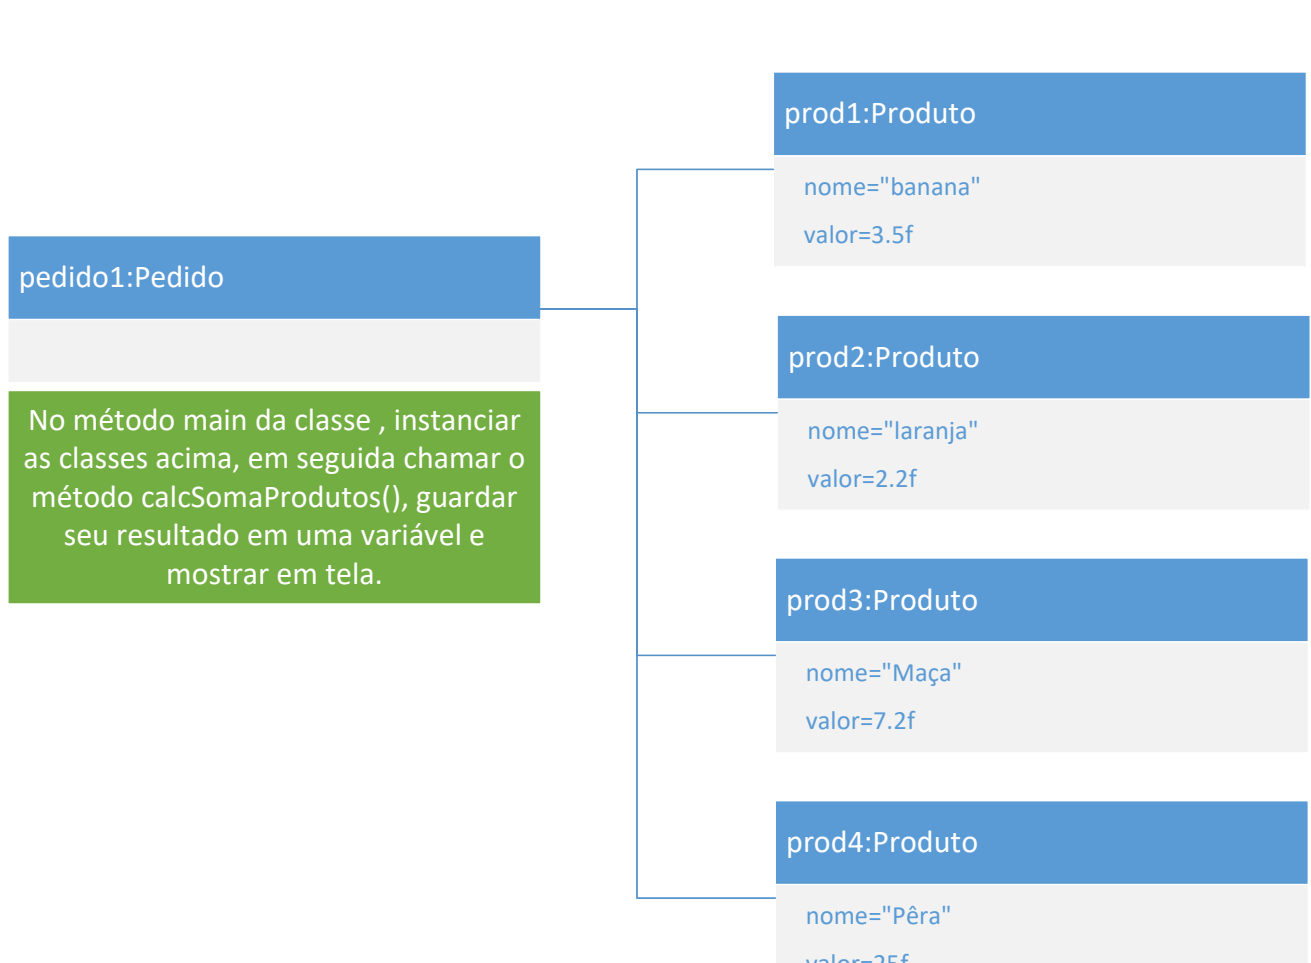 prod1:Produto
nome="banana"
valor=3.5f
pedido1:Pedido
No método main da classe , instanciar
as classes acima, em seguida chamar o
método calcSomaProdutos(), guardar
seu resultado em uma variável e
mostrar em tela.
prod2:Produto
nome="laranja"
valor=2.2f
prod3:Produto
nome="Maça"
valor=7.2f
prod4:Produto
nome="Pêra"